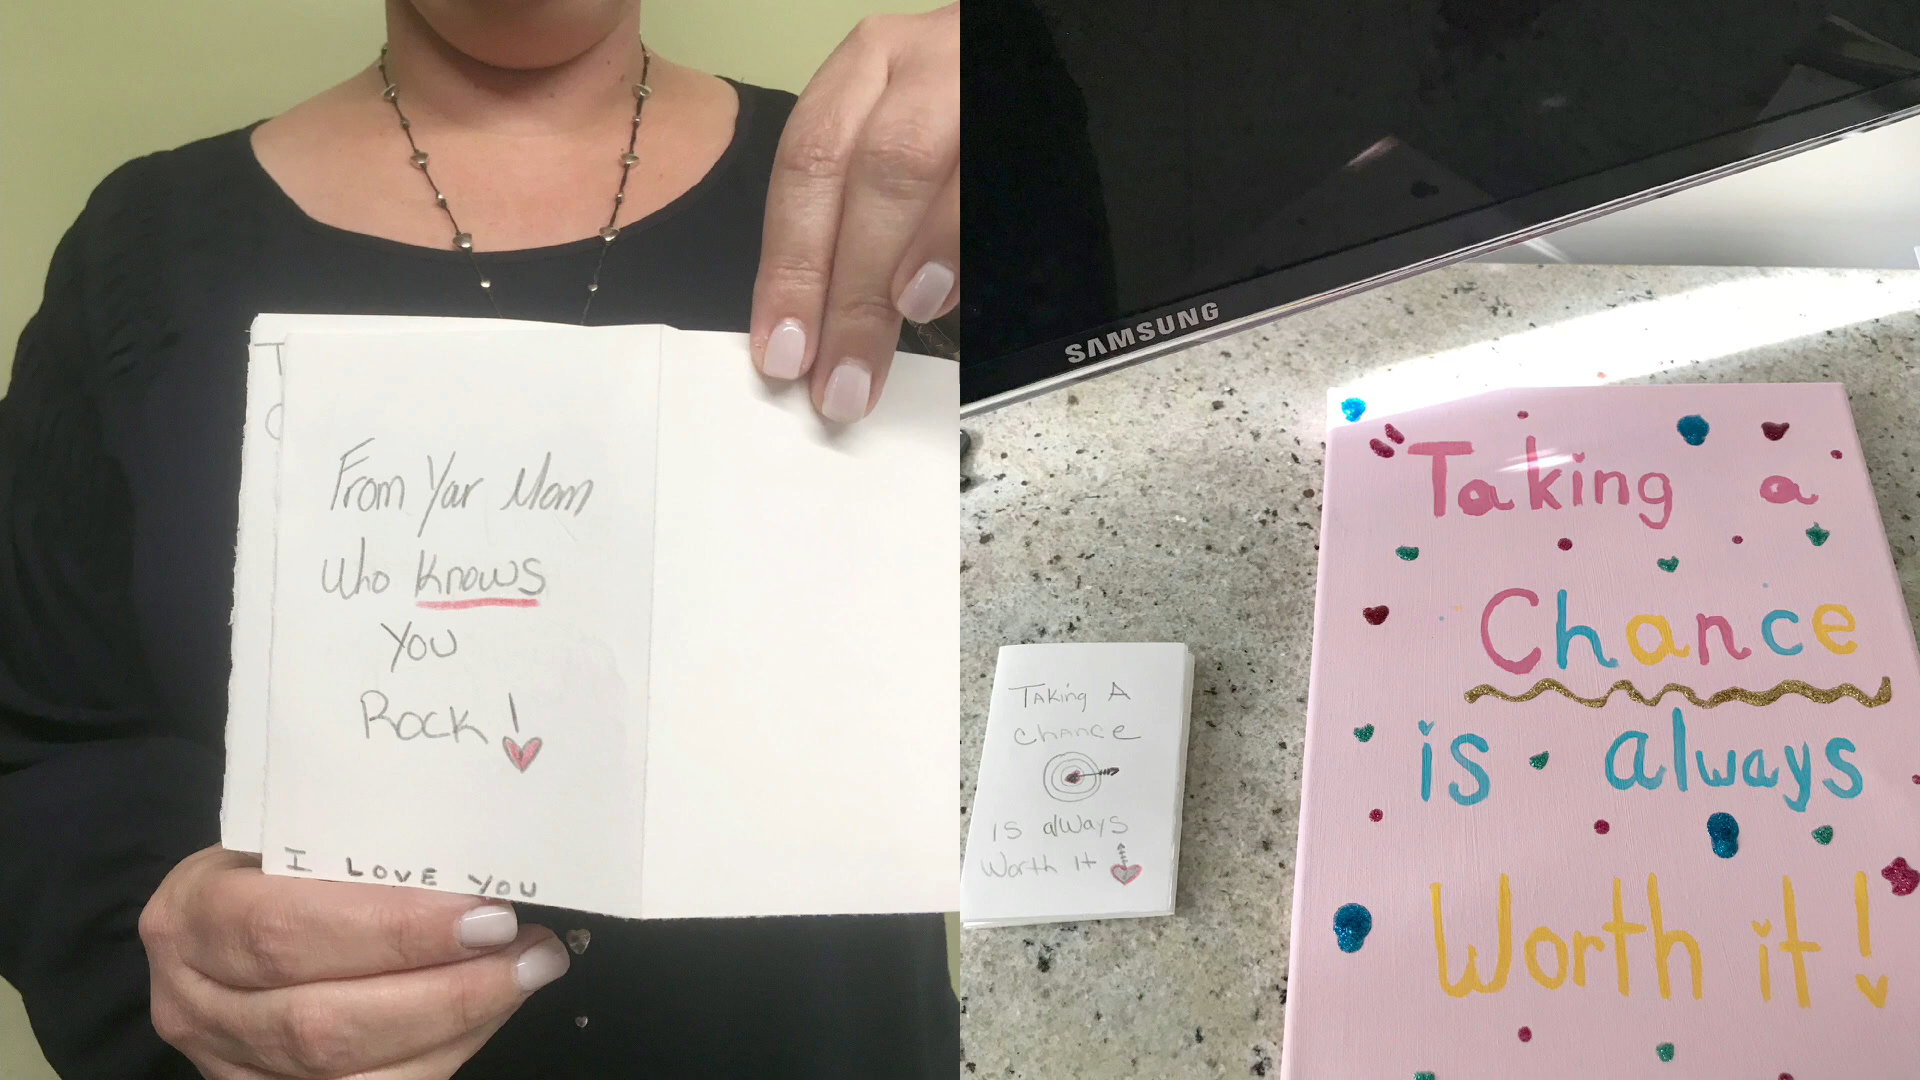 T
C
From Yar Mom
Who Knows
You
Rock!
I LOVE YOU
SAMSUNG
TAKing A
CHANCE
IS Always
Worth It
"Taking a
Chance
is always
Worth it!